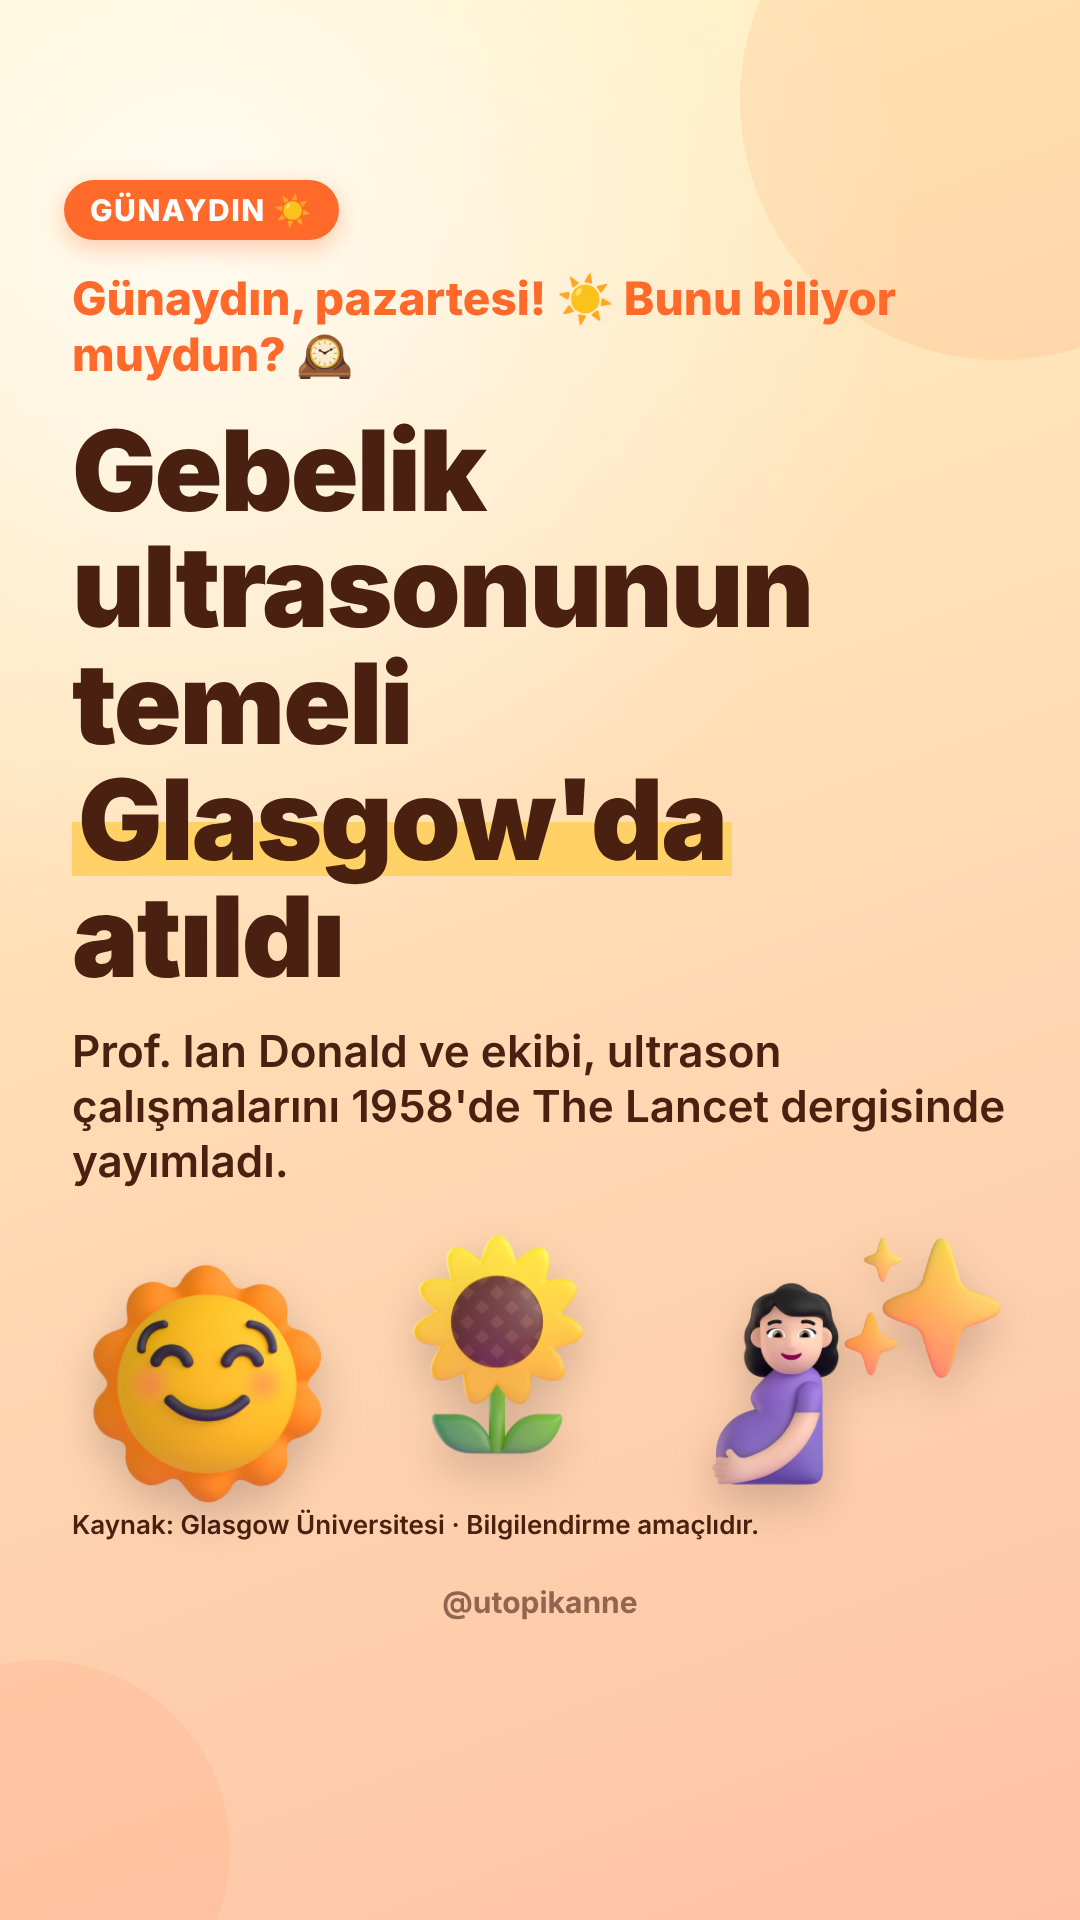 GÜNAYDIN ☀️
Günaydın, pazartesi! ☀️ Bunu biliyor
muydun? 🕰️
Gebelik
ultrasonunun
temeli
Glasgow'da
atıldı
Prof. Ian Donald ve ekibi, ultrason
çalışmalarını 1958'de The Lancet dergisinde
yayımladı.
Kaynak: Glasgow Üniversitesi · Bilgilendirme amaçlıdır.
@utopikanne